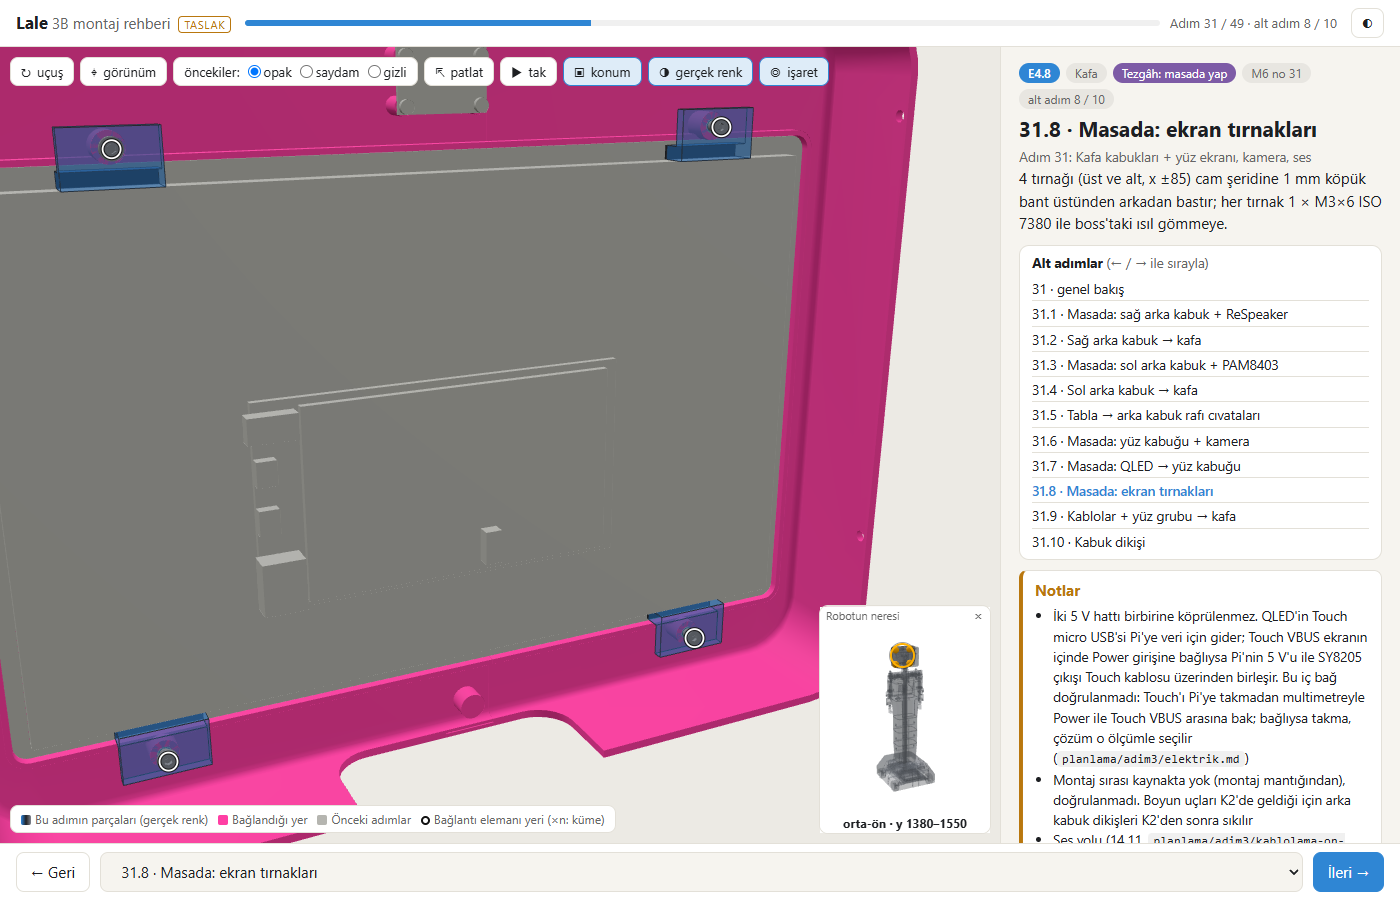 Lale 3B montaj rehberi TASLAK
Adım 31 / 49 · alt adım 8 / 10
↻ uçuş
⌖ görünüm
öncekiler: opak saydam gizli
⇱ patlat
▶ tak
▣ konum
◑ gerçek renk
◎ işaret
Bu adımın parçaları (gerçek renk) Bağlandığı yer Önceki adımlar Bağlantı elemanı yeri (×n: küme)
Robotun neresi ×
orta-ön · y 1380–1550
E4.8 Kafa Tezgâh: masada yap M6 no 31
alt adım 8 / 10
31.8 · Masada: ekran tırnakları
Adım 31: Kafa kabukları + yüz ekranı, kamera, ses
4 tırnağı (üst ve alt, x ±85) cam şeridine 1 mm köpük
bant üstünden arkadan bastır; her tırnak 1 × M3×6 ISO
7380 ile boss'taki ısıl gömmeye.
Alt adımlar (← / → ile sırayla)
31 · genel bakış
31.1 · Masada: sağ arka kabuk + ReSpeaker
31.2 · Sağ arka kabuk → kafa
31.3 · Masada: sol arka kabuk + PAM8403
31.4 · Sol arka kabuk → kafa
31.5 · Tabla → arka kabuk rafı cıvataları
31.6 · Masada: yüz kabuğu + kamera
31.7 · Masada: QLED → yüz kabuğu
31.8 · Masada: ekran tırnakları
31.9 · Kablolar + yüz grubu → kafa
31.10 · Kabuk dikişi
Notlar
• İki 5 V hattı birbirine köprülenmez. QLED'in Touch
micro USB'si Pi'ye veri için gider; Touch VBUS ekranın
içinde Power girişine bağlıysa Pi'nin 5 V'u ile SY8205
çıkışı Touch kablosu üzerinden birleşir. Bu iç bağ
doğrulanmadı: Touch'ı Pi'ye takmadan multimetreyle
Power ile Touch VBUS arasına bak; bağlıysa takma,
çözüm o ölçümle seçilir
(planlama/adim3/elektrik.md)
• Montaj sırası kaynakta yok (montaj mantığından),
doğrulanmadı. Boyun uçları K2'de geldiği için arka
kabuk dikişleri K2'den sonra sıkılır
• Ses yolu (14.11, planlama/adim3/kablolama-on-
← Geri
31.8 · Masada: ekran tırnakları
İleri →